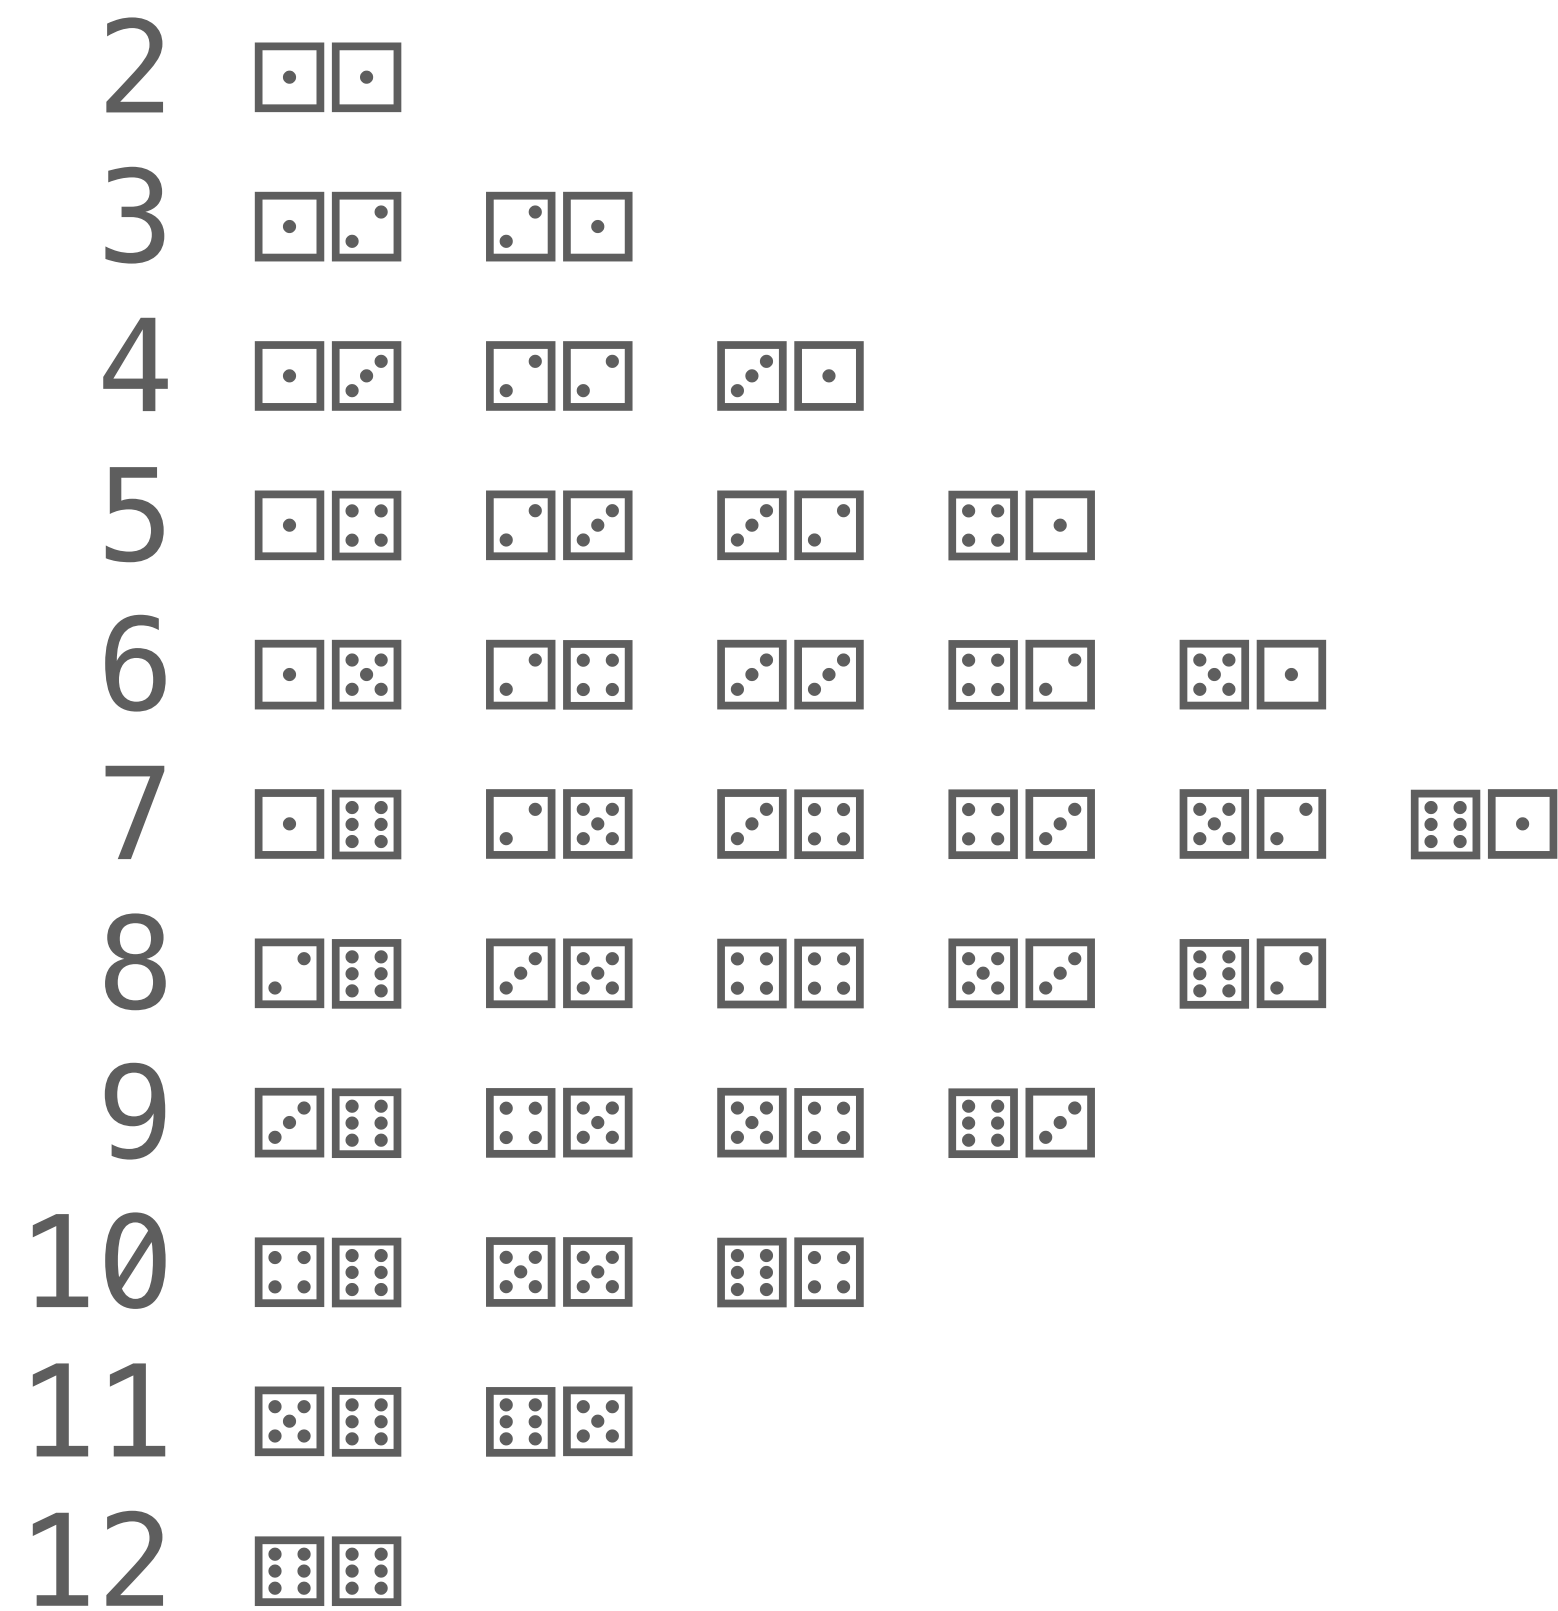 2 ⚀⚀
3 ⚀⚁ ⚁⚀
4 ⚀⚂ ⚁⚁ ⚂⚀
5 ⚀⚃ ⚁⚂ ⚂⚁ ⚃⚀
6 ⚀⚄ ⚁⚃ ⚂⚂ ⚃⚁ ⚄⚀
7 ⚀⚅ ⚁⚄ ⚂⚃ ⚃⚂ ⚄⚁ ⚅⚀
8 ⚁⚅ ⚂⚄ ⚃⚃ ⚄⚂ ⚅⚁
9 ⚂⚅ ⚃⚄ ⚄⚃ ⚅⚂
10 ⚃⚅ ⚄⚄ ⚅⚃
11 ⚄⚅ ⚅⚄
12 ⚅⚅